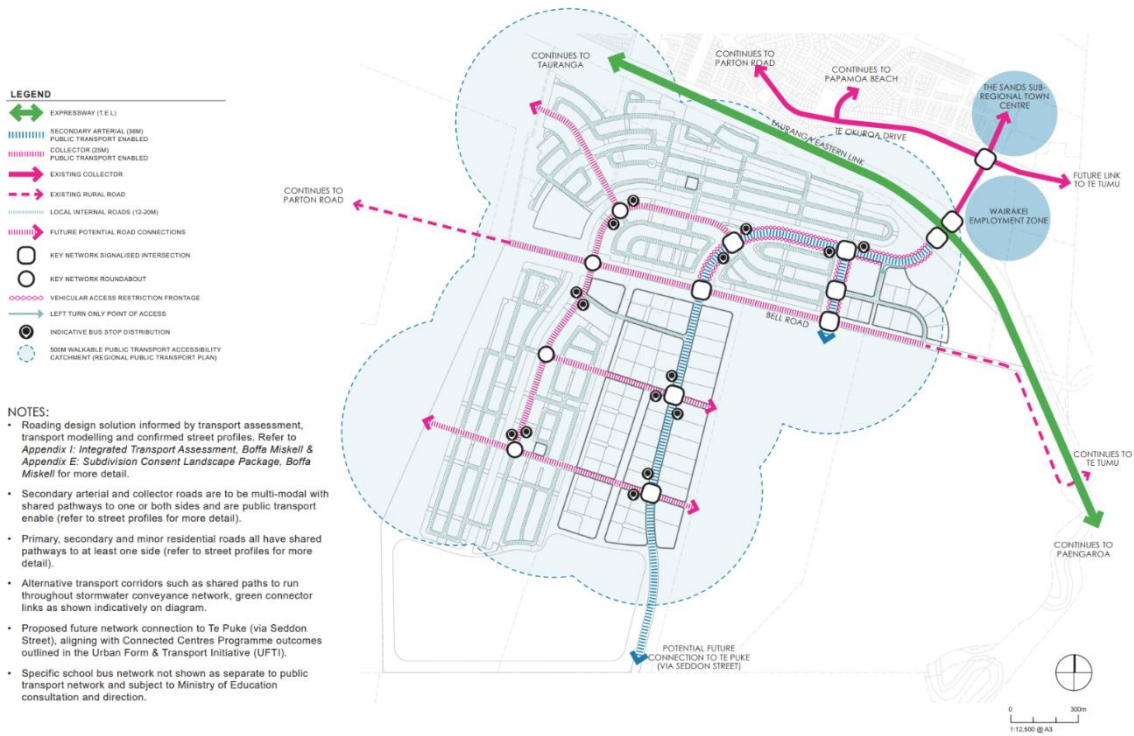 LEGEND
EXPRESSWAY (T.E.L)
SECONDARY ARTERIAL (36M)
PUBLIC TRANSPORT ENABLED
COLLECTOR (25M)
PUBLIC TRANSPORT ENABLED
EXISTING COLLECTOR
EXISTING RURAL ROAD
LOCAL INTERNAL ROADS (12-20M)
FUTURE POTENTIAL ROAD CONNECTIONS
KEY NETWORK SIGNALISED INTERSECTION
KEY NETWORK ROUNDABOUT
VEHICULAR ACCESS RESTRICTION FRONTAGE
LEFT TURN ONLY POINT OF ACCESS
INDICATIVE BUS STOP DISTRIBUTION
500M WALKABLE PUBLIC TRANSPORT ACCESSIBILITY
CATCHMENT (REGIONAL PUBLIC TRANSPORT PLAN)
NOTES:
• Roading design solution informed by transport assessment,
transport modelling and confirmed street profiles. Refer to
Appendix I: Integrated Transport Assessment, Boffa Miskell &
Appendix E: Subdivision Consent Landscape Package, Boffa
Miskell for more detail.
• Secondary arterial and collector roads are to be multi-modal with
shared pathways to one or both sides and are public transport
enable (refer to street profiles for more detail).
• Primary, secondary and minor residential roads all have shared
pathways to at least one side (refer to street profiles for more
detail).
• Alternative transport corridors such as shared paths to run
throughout stormwater conveyance network, green connector
links as shown indicatively on diagram.
• Proposed future network connection to Te Puke (via Seddon
Street), aligning with Connected Centres Programme outcomes
outlined in the Urban Form & Transport Initiative (UFTI).
• Specific school bus network not shown as separate to public
transport network and subject to Ministry of Education
consultation and direction.
CONTINUES TO
TAURANGA
CONTINUES TO
PARTON ROAD
CONTINUES TO
PAPAMOA BEACH
THE SANDS SUB-
REGIONAL TOWN
CENTRE
TE OKUROA DRIVE
TAURANGA EASTERN LINK
FUTURE LINK
TO TE TUMU
WAIRAKEI
EMPLOYMENT ZONE
CONTINUES TO
PARTON ROAD
BELL ROAD
CONTINUES TO
TE TUMU
CONTINUES TO
PAENGAROA
POTENTIAL FUTURE
CONNECTION TO TE PUKE
(VIA SEDDON STREET)
0 300m
1:12,500 @ A3